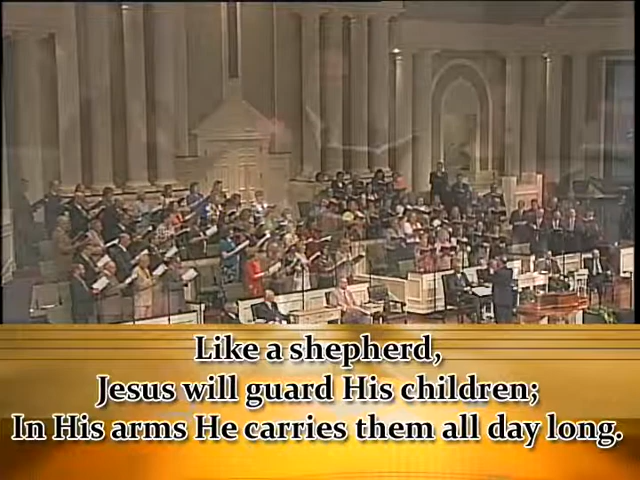 Like a shepherd,
Jesus will guard His children;
In His arms He carries them all day long.